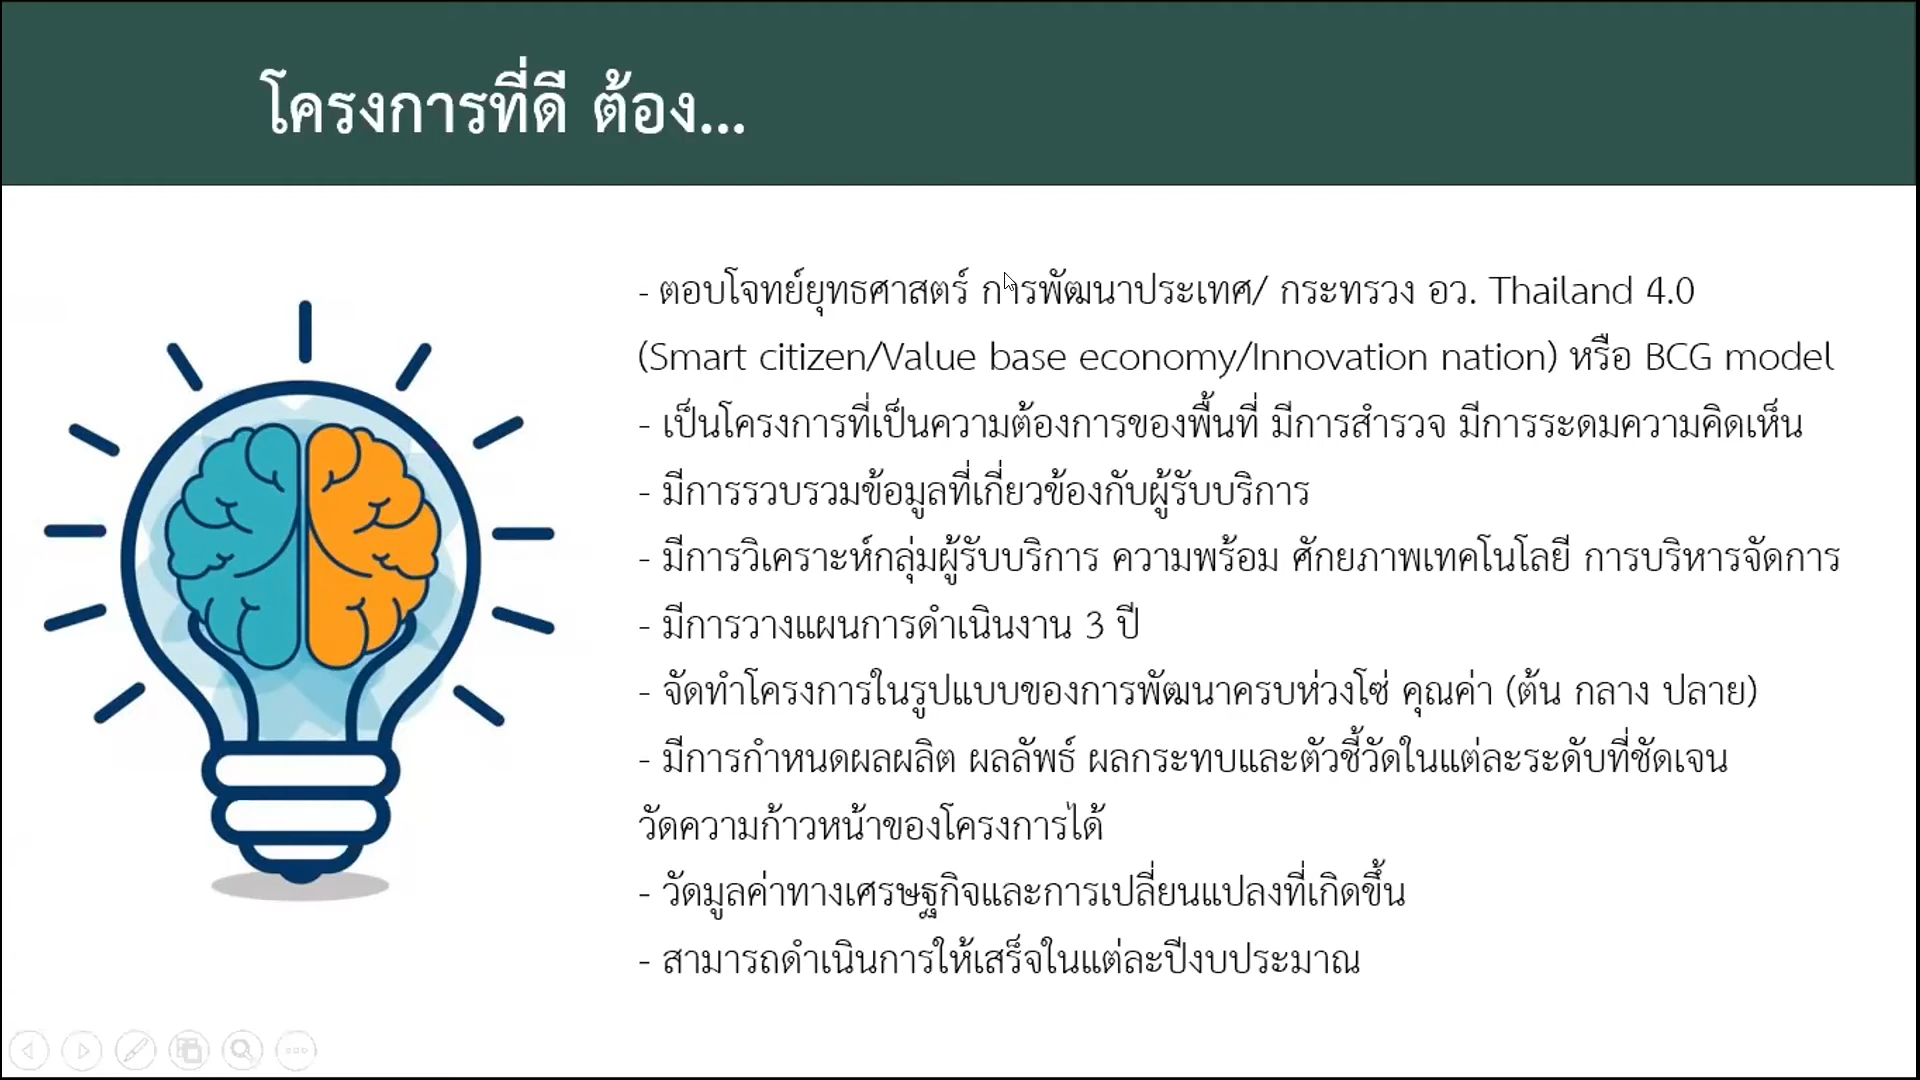 โครงการที่ดี ต้อง...
- ตอบโจทย์ยุทธศาสตร์ การพัฒนาประเทศ/ กระทรวง อว. Thailand 4.0
(Smart citizen/Value base economy/Innovation nation) หรือ BCG model
- เป็นโครงการที่เป็นความต้องการของพื้นที่ มีการสำรวจ มีการระดมความคิดเห็น
- มีการรวบรวมข้อมูลที่เกี่ยวข้องกับผู้รับบริการ
- มีการวิเคราะห์กลุ่มผู้รับบริการ ความพร้อม ศักยภาพเทคโนโลยี การบริหารจัดการ
- มีการวางแผนการดำเนินงาน 3 ปี
- จัดทำโครงการในรูปแบบของการพัฒนาครบห่วงโซ่ คุณค่า (ต้น กลาง ปลาย)
- มีการกำหนดผลผลิต ผลลัพธ์ ผลกระทบและตัวชี้วัดในแต่ละระดับที่ชัดเจน
วัดความก้าวหน้าของโครงการได้
- วัดมูลค่าทางเศรษฐกิจและการเปลี่ยนแปลงที่เกิดขึ้น
- สามารถดำเนินการให้เสร็จในแต่ละปีงบประมาณ